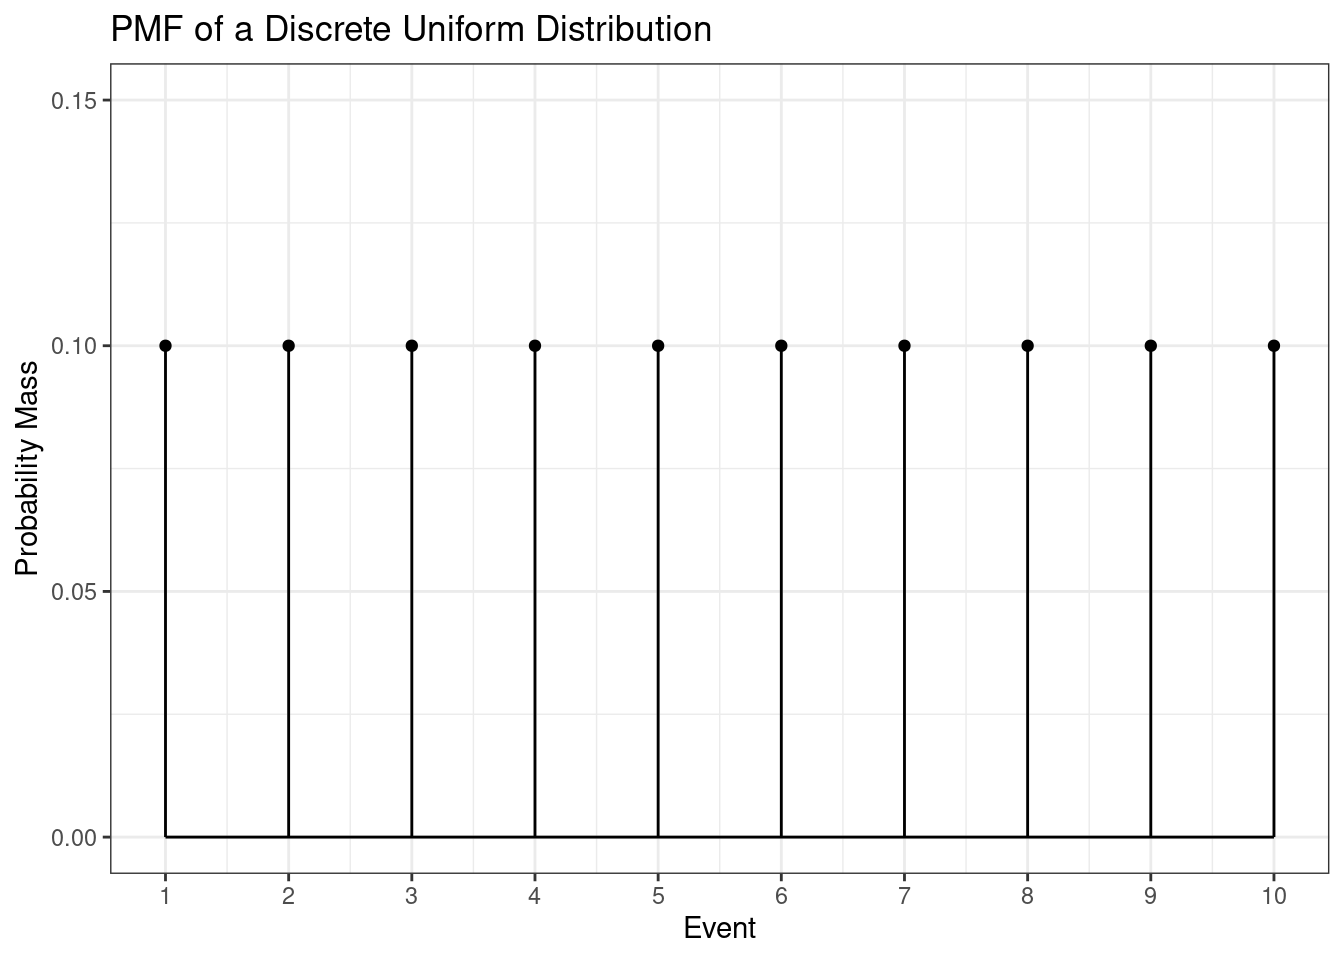 PMF of a Discrete Uniform Distribution
0.15
0.10
0.05
0.00
Probability Mass
1 2 3 4 5 6 7 8 9 10
Event